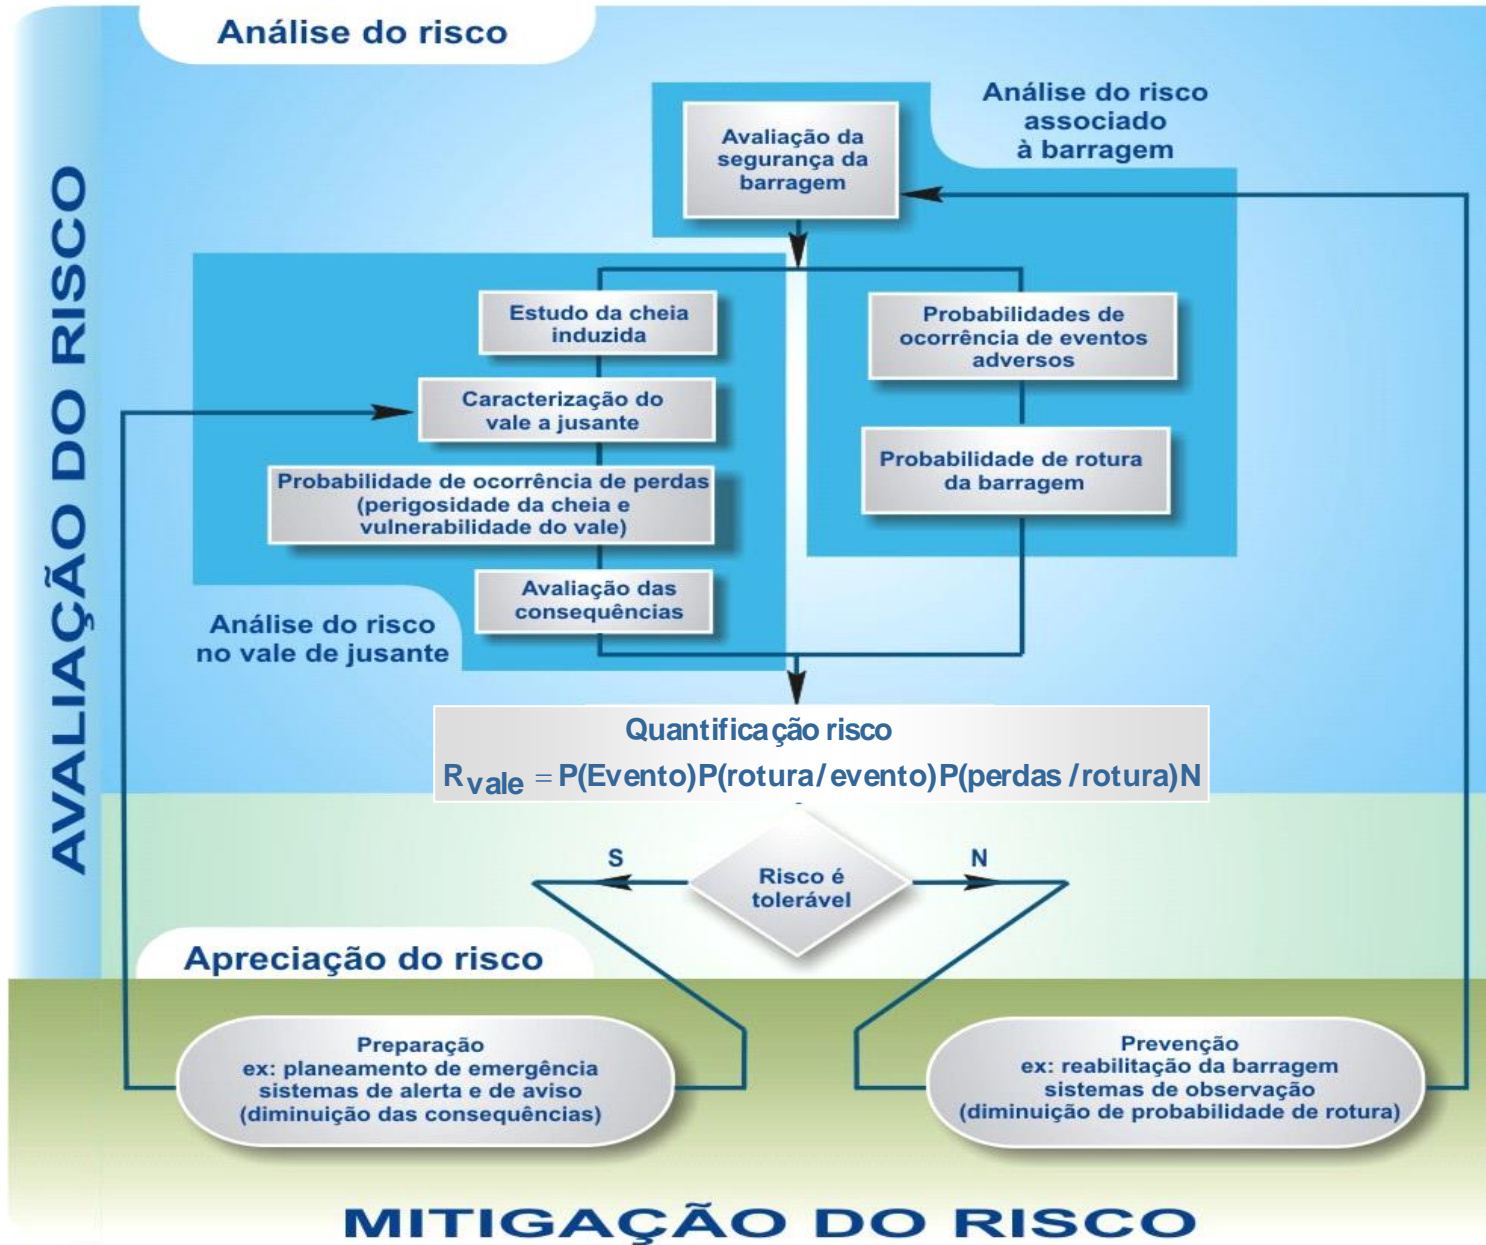 Análise do risco
AVALIAÇÃO DO RISCO
Análise do risco
associado
à barragem
Avaliação da
segurança da
barragem
Estudo da cheia
induzida
Caracterização do
vale a jusante
Probabilidade de ocorrência de perdas
(perigosidade da cheia e
vulnerabilidade do vale)
Avaliação das
consequências
Análise do risco
no vale de jusante
Probabilidades de
ocorrência de eventos
adversos
Probabilidade de rotura
da barragem
Quantificação risco
Rvale = P(Evento)P(rotura/evento)P(perdas/rotura)N
S
N
Risco é
tolerável
Apreciação do risco
Preparação
ex: planeamento de emergência
sistemas de alerta e de aviso
(diminuição das consequências)
Prevenção
ex: reabilitação da barragem
sistemas de observação
(diminuição de probabilidade de rotura)
MITIGAÇÃO DO RISCO